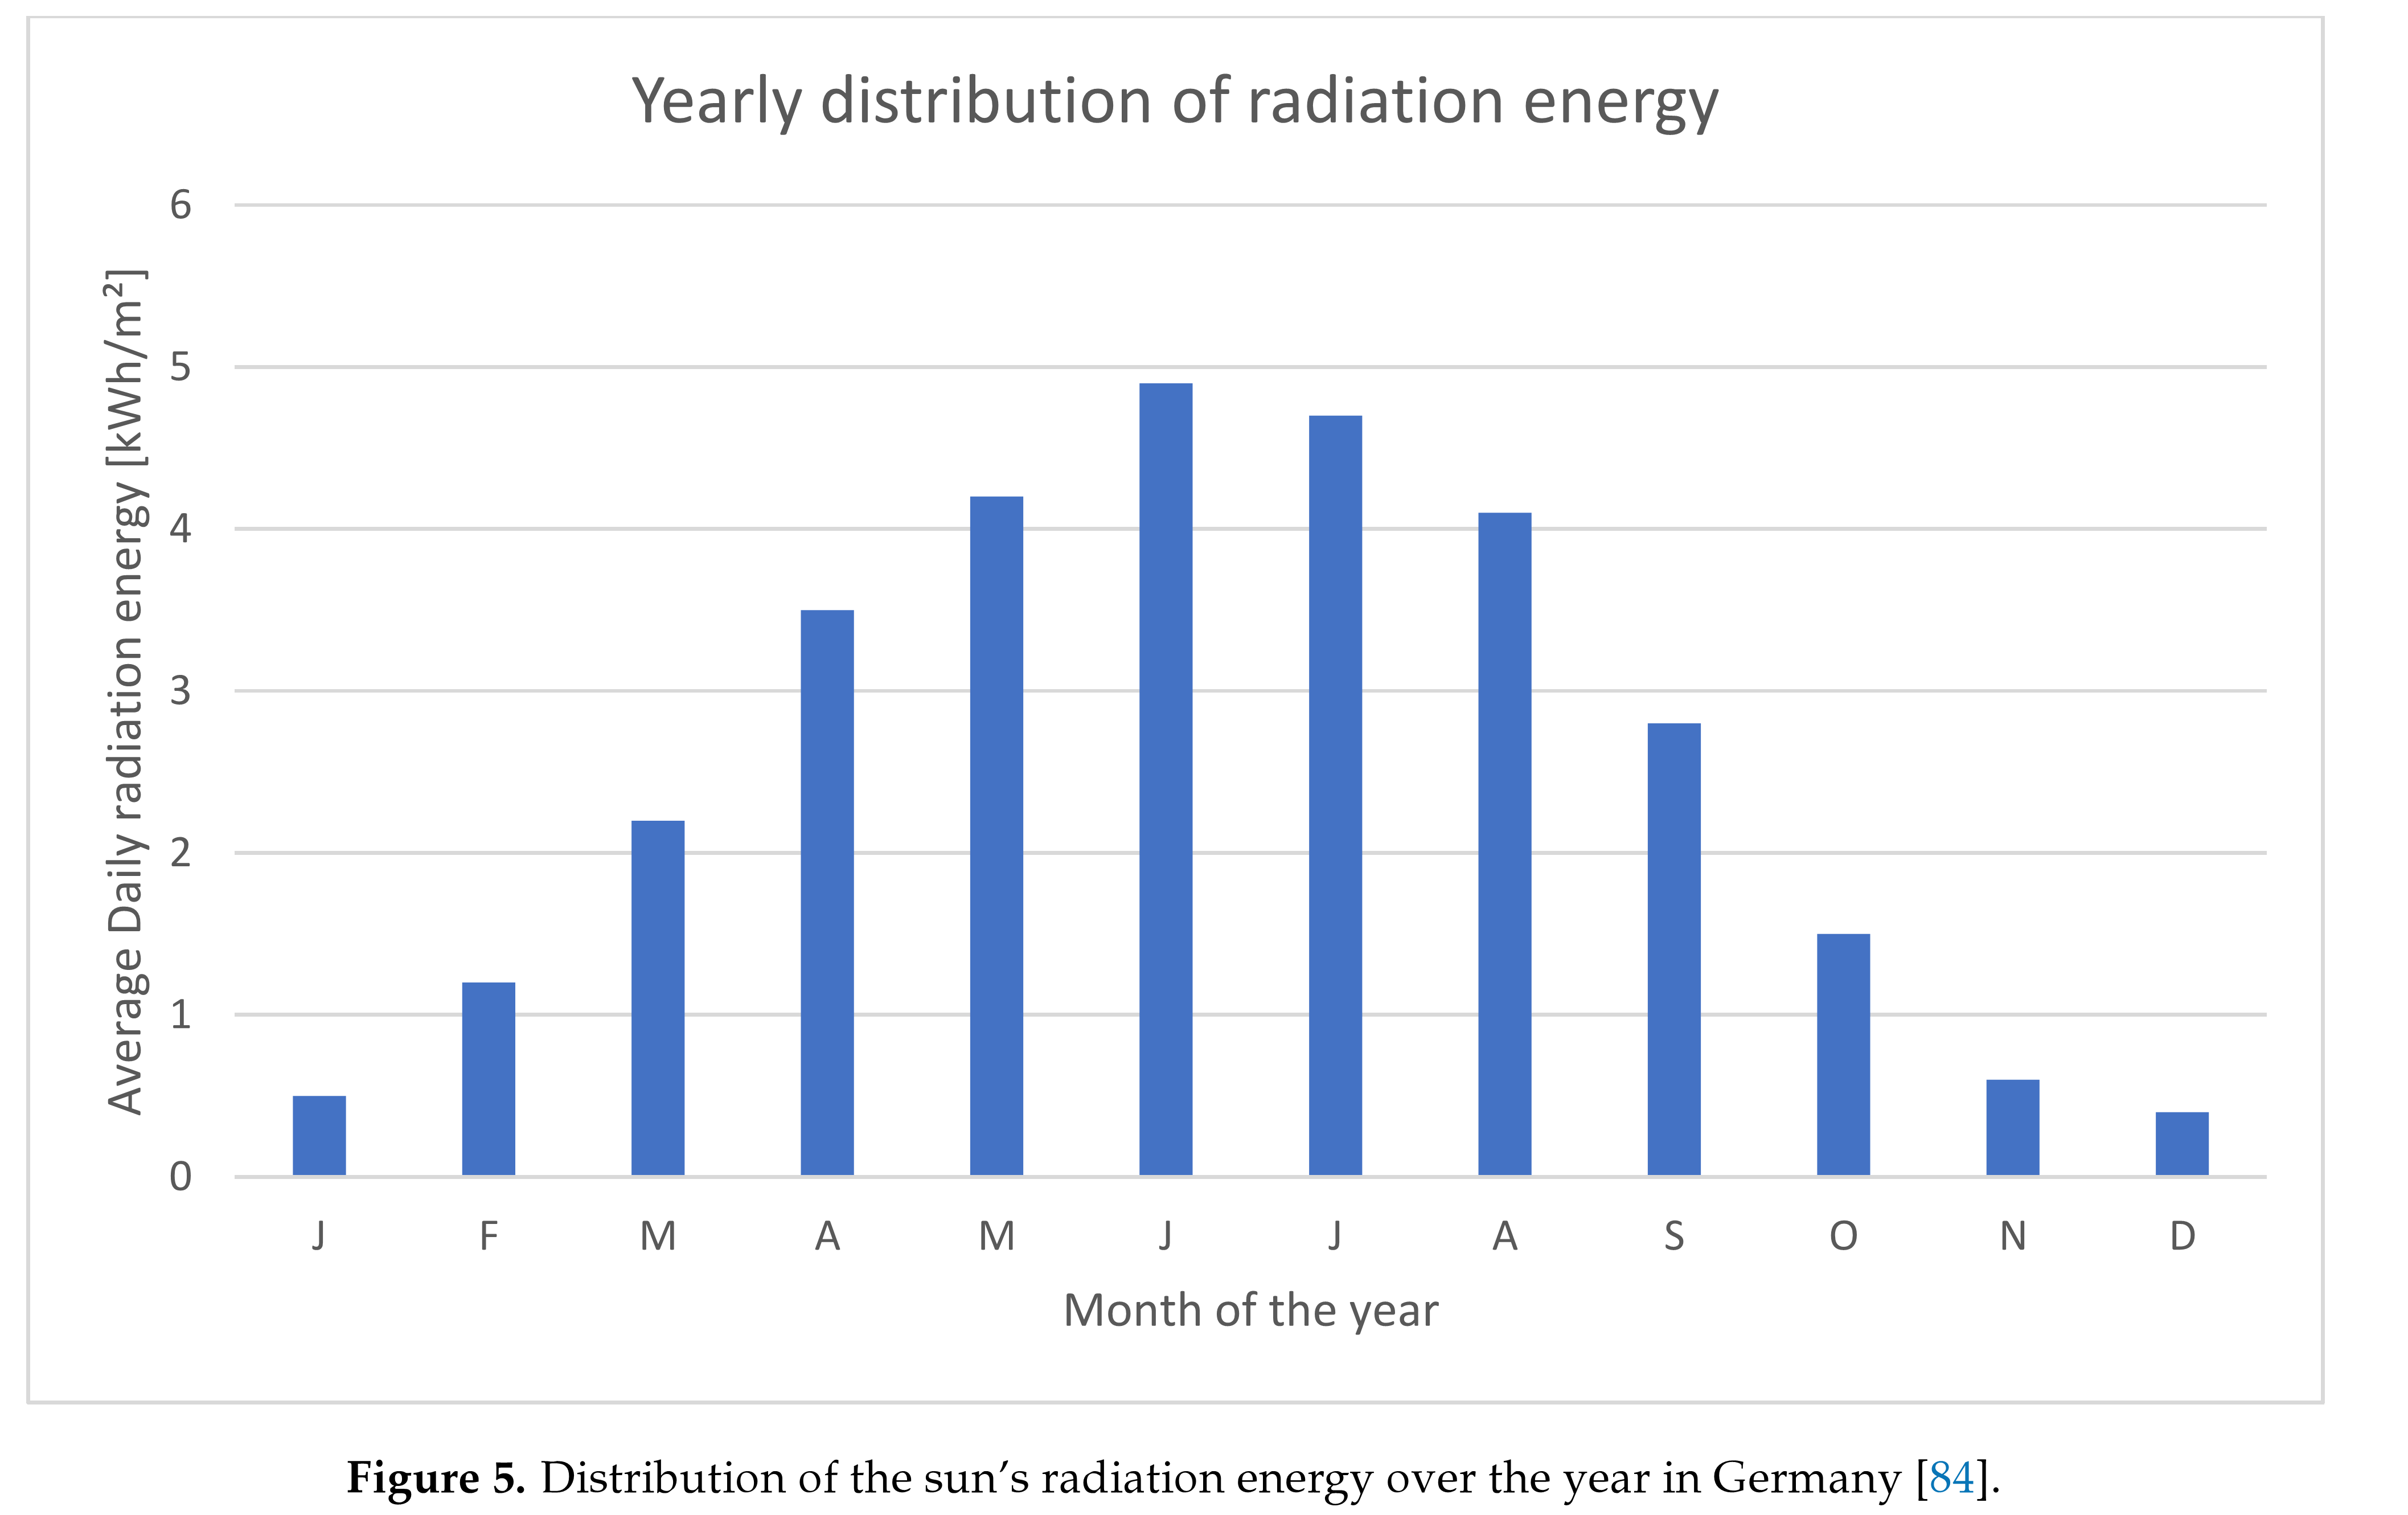 Yearly distribution of radiation energy
Average Daily radiation energy [kWh/m²]
6
5
4
3
2
1
0
J F M A M J J A S O N D
Month of the year
Figure 5. Distribution of the sun’s radiation energy over the year in Germany [84].